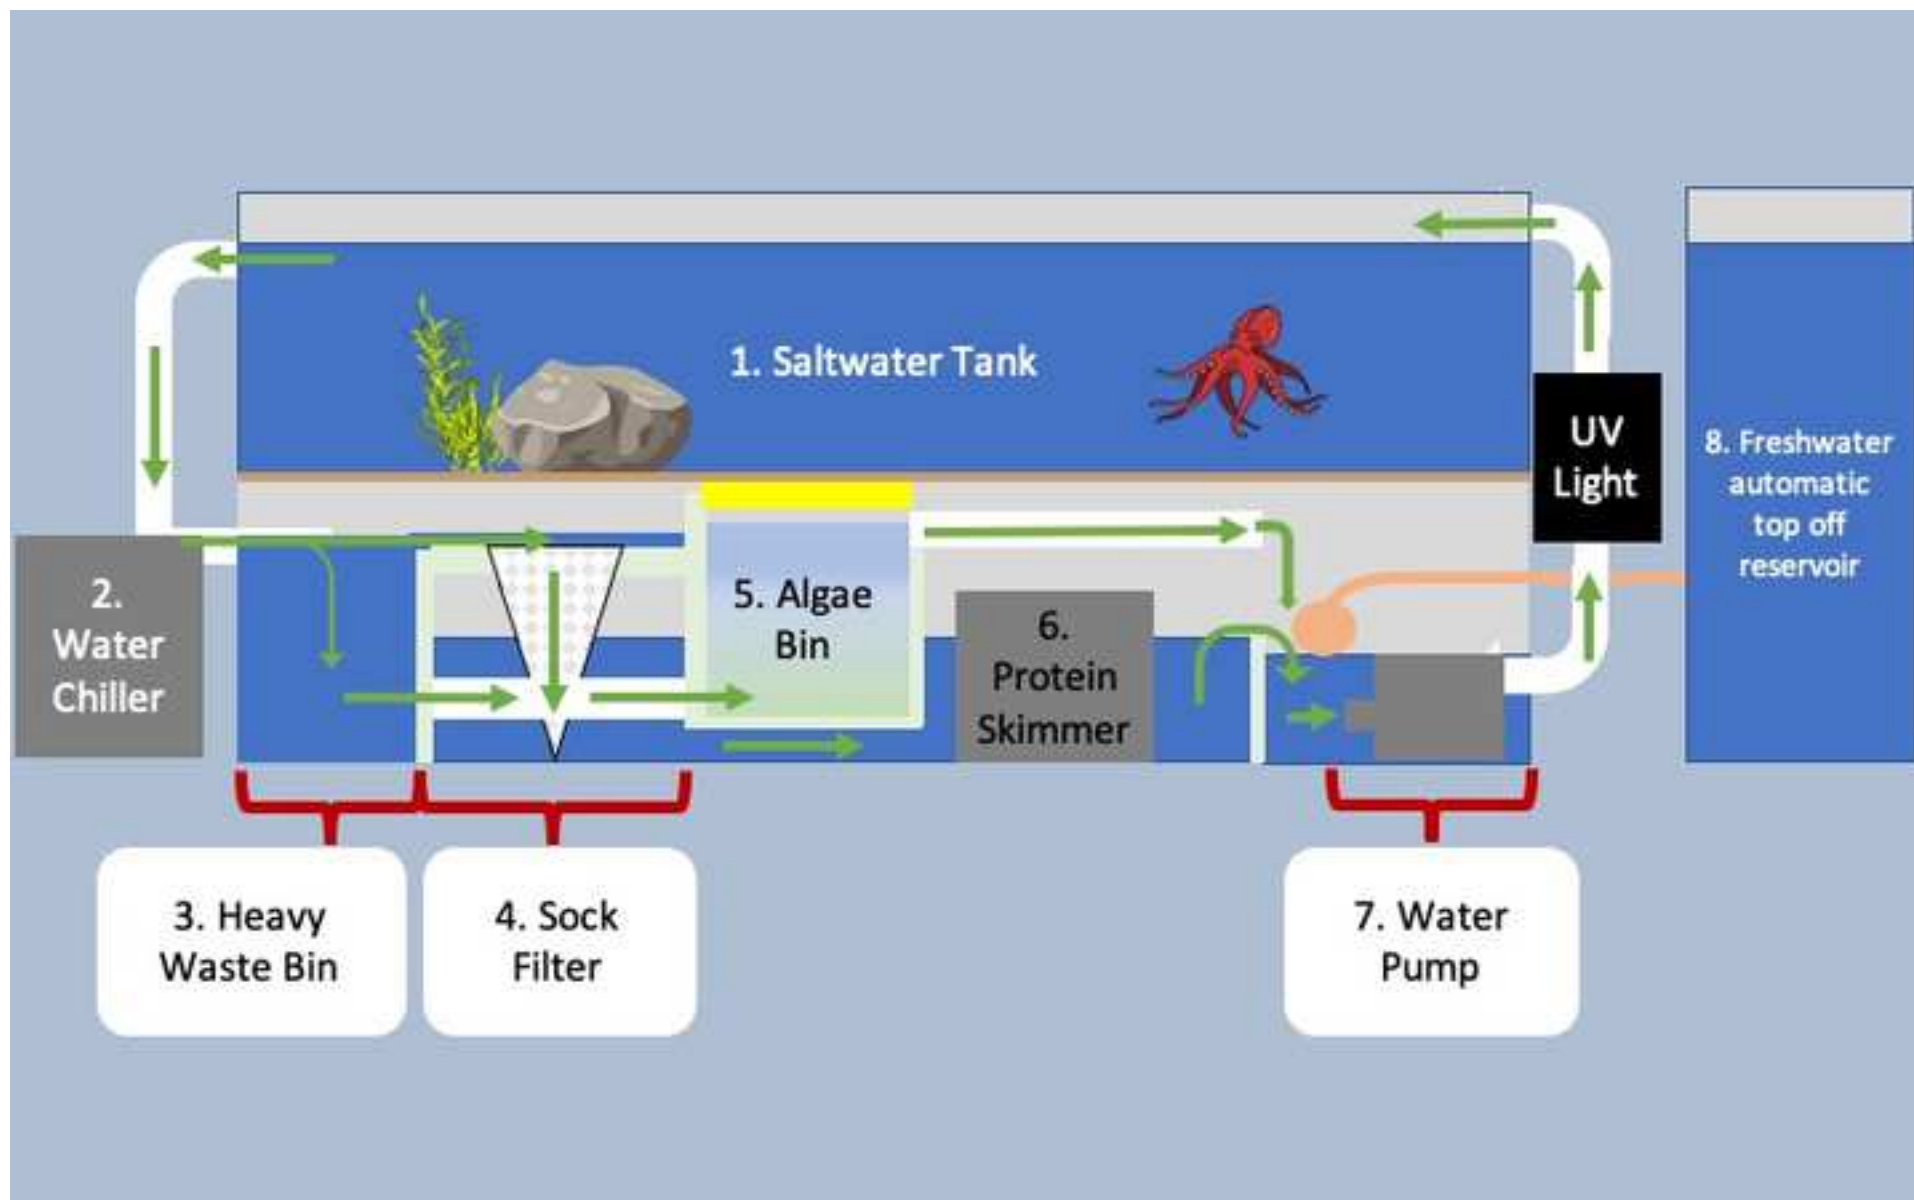 1. Saltwater Tank
UV
Light
8. Freshwater
automatic
top off
reservoir
2.
Water
Chiller
5. Algae
Bin
6.
Protein
Skimmer
3. Heavy
Waste Bin
4. Sock
Filter
7. Water
Pump